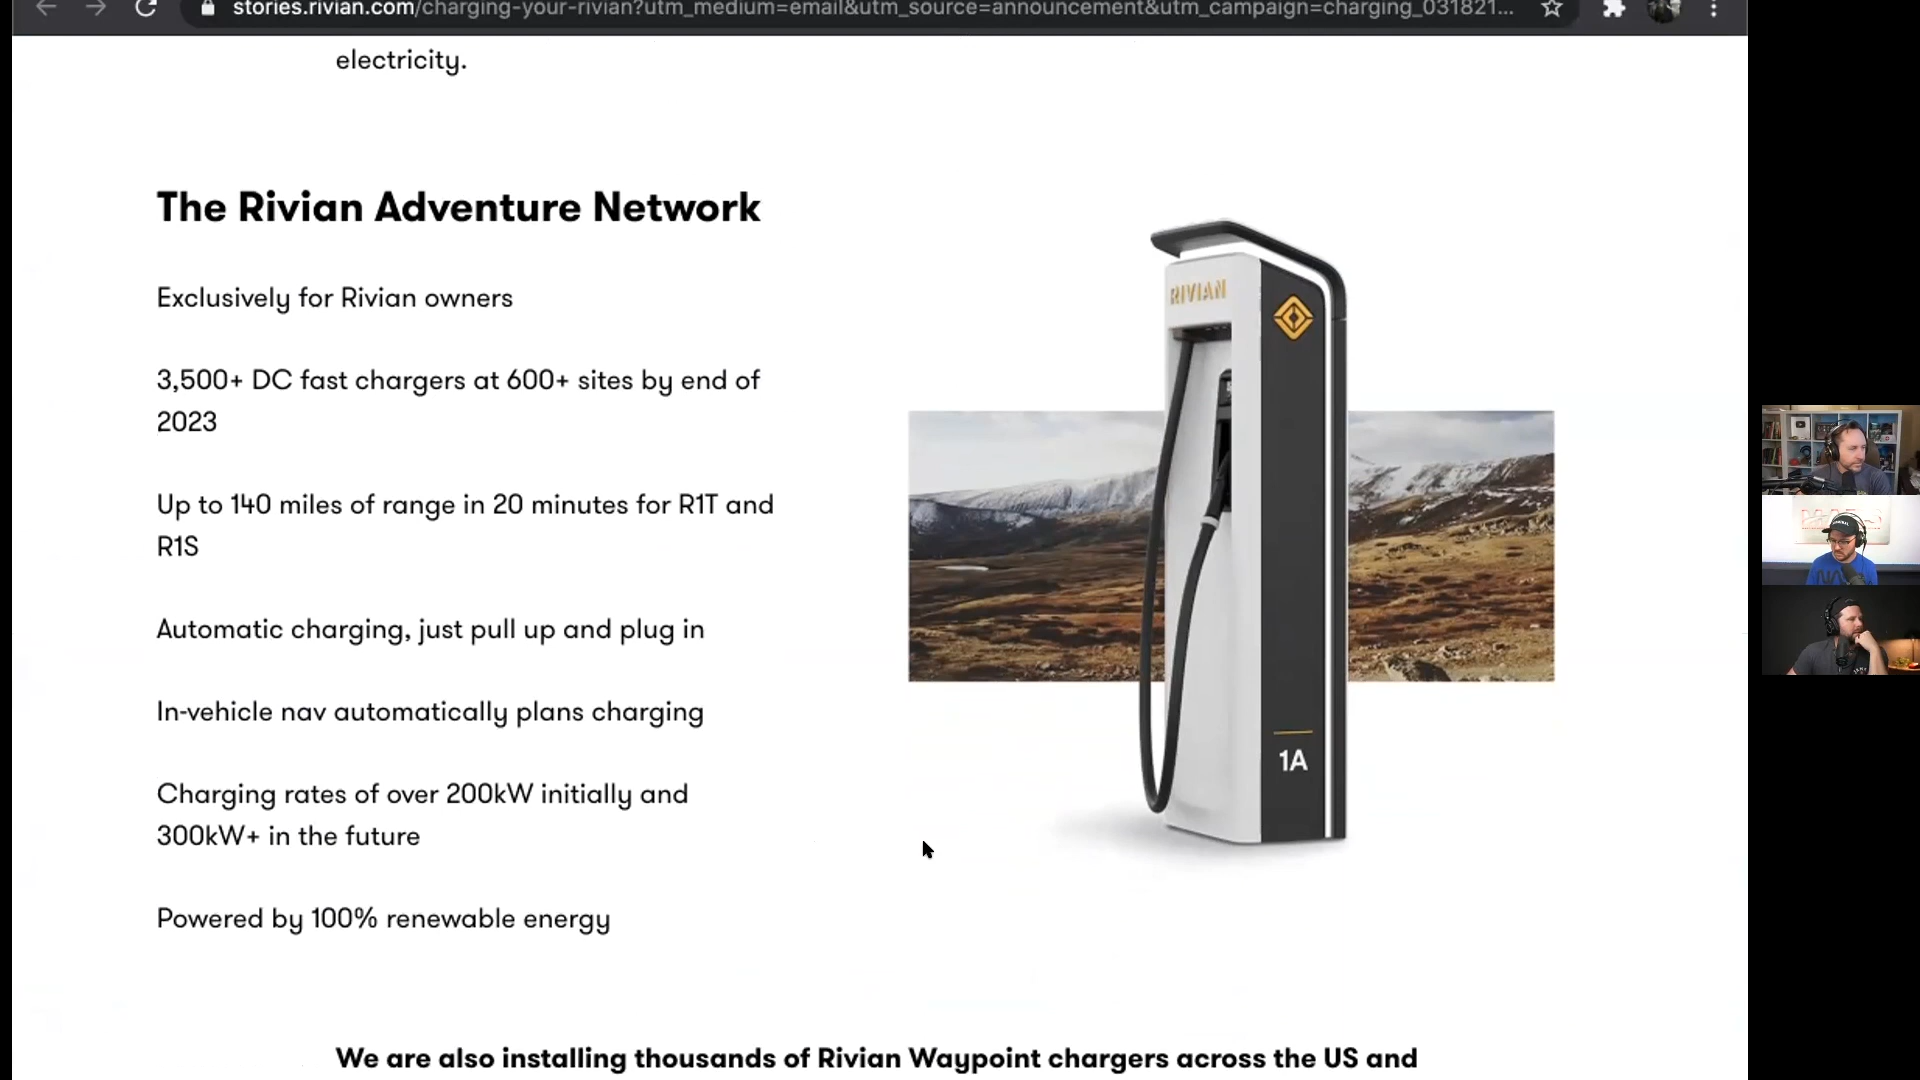 stories.rivian.com/charging-your-rivian?utm_medium=email&utm_source=announcement&utm_campaign=charging_031821...
electricity.
The Rivian Adventure Network
Exclusively for Rivian owners
3,500+ DC fast chargers at 600+ sites by end of
2023
Up to 140 miles of range in 20 minutes for R1T and
R1S
Automatic charging, just pull up and plug in
In-vehicle nav automatically plans charging
Charging rates of over 200kW initially and
300kW+ in the future
Powered by 100% renewable energy
RIVIAN
1A
We are also installing thousands of Rivian Waypoint chargers across the US and